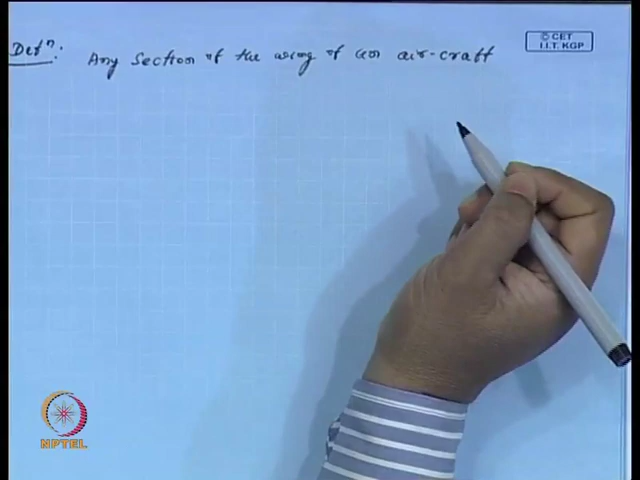 Defn: Any section of the wing of an air-craft
© CET
I.I.T. KGP
NPTEL